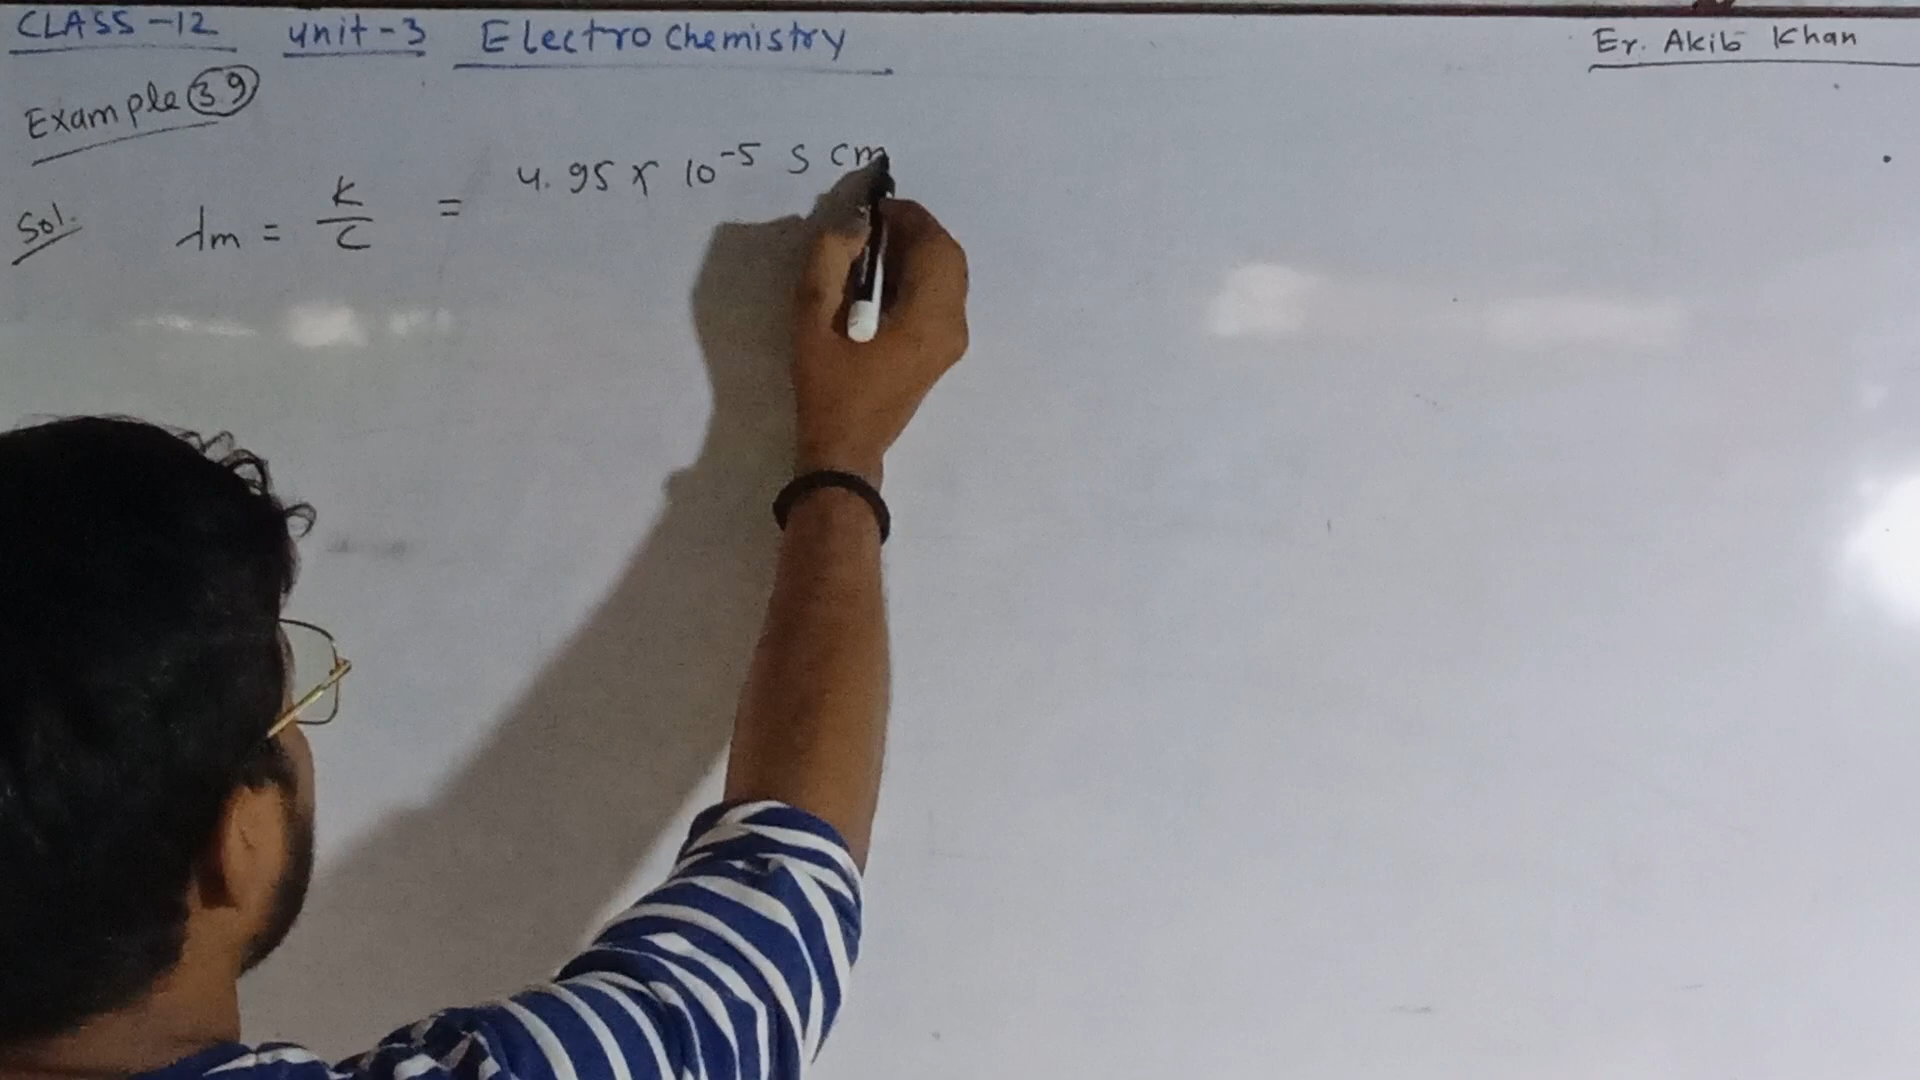 CLASS-12 unit-3 Electro Chemistry Er. Akib Khan
Example 3.9
Sol. Λm = K/C = 4.95 x 10⁻⁵ S cm